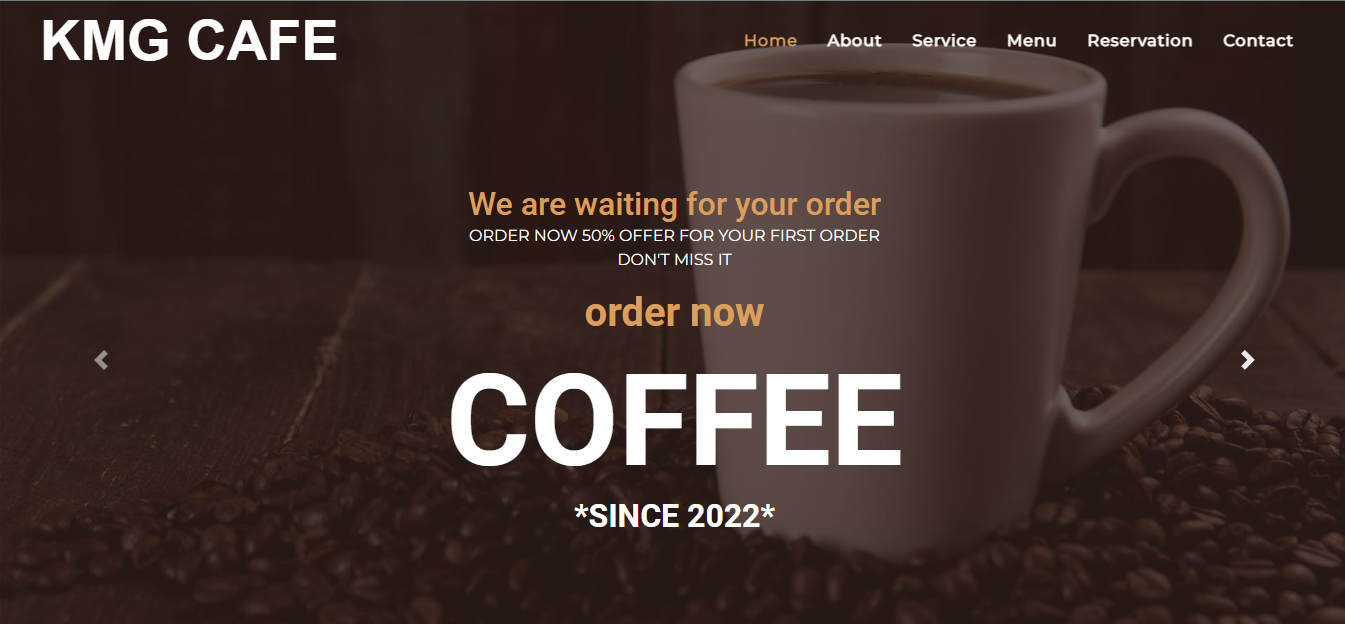 KMG CAFE
Home About Service Menu Reservation Contact
We are waiting for your order
ORDER NOW 50% OFFER FOR YOUR FIRST ORDER
DON'T MISS IT
order now
COFFEE
*SINCE 2022*